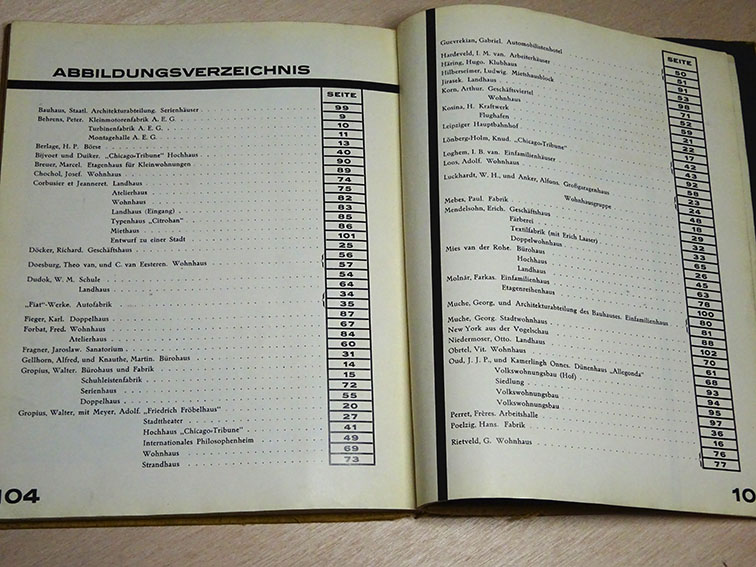 ABBILDUNGSVERZEICHNIS
SEITE
Bauhaus, Staatl. Architekturabteilung. Serienhäuser 99
Behrens, Peter. Kleinmotorenfabrik A. E. G. 9
Turbinenfabrik A. E. G. 10
Montagehalle A. E. G. 11
Berlage, H. P. Börse 13
Bijvoet und Duiker. „Chicago-Tribune“ Hochhaus 40
Breuer, Marcel. Etagenhaus für Kleinwohnungen 90
Chochol, Josef. Wohnhaus 89
Corbusier et Jeanneret. Landhaus 74
Atelierhaus 75
Wohnhaus 82
Landhaus (Eingang) 83
Typenhaus „Citrohan“ 85
Miethaus 86
Entwurf zu einer Stadt 101
Döcker, Richard. Geschäftshaus 25
56
Doesburg, Theo van, und C. van Eesteren. Wohnhaus 57
Dudok, W. M. Schule 54
Landhaus 64
34
„Fiat“-Werke. Autofabrik 35
Fieger, Karl. Doppelhaus 87
Forbat, Fred. Wohnhaus 67
Atelierhaus 84
Fragner, Jaroslaw. Sanatorium 60
Gellhorn, Alfred, und Knauthe, Martin. Bürohaus 31
Gropius, Walter. Bürohaus und Fabrik 14
Schuhleistenfabrik 15
Serienhaus 72
Doppelhaus 55
Gropius, Walter, mit Meyer, Adolf. „Friedrich Fröbelhaus“ 20
Stadttheater 27
Hochhaus „Chicago-Tribune“ 41
Internationales Philosophenheim 49
Wohnhaus 69
Strandhaus 73
104
SEITE
Guevrekian, Gabriel. Automobilistenhotel 50
51
Hardeveld, I. M. van. Arbeiterhäuser 91
Häring, Hugo. Klubhaus 53
Hilberseimer, Ludwig. Miethausblock 98
Jirasek. Landhaus 71
Korn, Arthur. Geschäftsviertel 52
Wohnhaus 59
Kosina, H. Kraftwerk 21
Flughafen 22
Leipziger Hauptbahnhof 17
Lönberg-Holm, Knud. „Chicago-Tribune“ 42
43
Loghem, I. B. van. Einfamilienhäuser 92
Loos, Adolf. Wohnhaus 58
Luckhardt, W. H., und Anker, Alfons. Großgaragenhaus 23
24
Wohnhausgruppe 48
Mebes, Paul. Fabrik 18
Mendelsohn, Erich. Geschäftshaus 29
Färberei 32
Textilfabrik (mit Erich Laaser) 33
Doppelwohnhaus 65
Mies van der Rohe. Bürohaus 26
Hochhaus 45
Landhaus 63
Molnár, Farkas. Einfamilienhaus 78
Etagenreihenhaus 100
Muche, Georg, und Architekturabteilung des Bauhauses. Einfamilienhaus 80
81
Muche, Georg. Stadtwohnhaus 88
New York aus der Vogelschau 102
Niedermoser, Otto. Landhaus 70
Obrtel, Vit. Wohnhaus 61
Oud, J. J. P., und Kamerlingh Onnes. Dünenhaus „Allegonda“ 68
Volkswohnungsbau (Hof) 93
Siedlung 94
Volkswohnungsbau 95
Volkswohnungsbau 97
Perret, Frères. Arbeitshalle 36
Poelzig, Hans. Fabrik 16
Rietveld, G. Wohnhaus 76
77
10